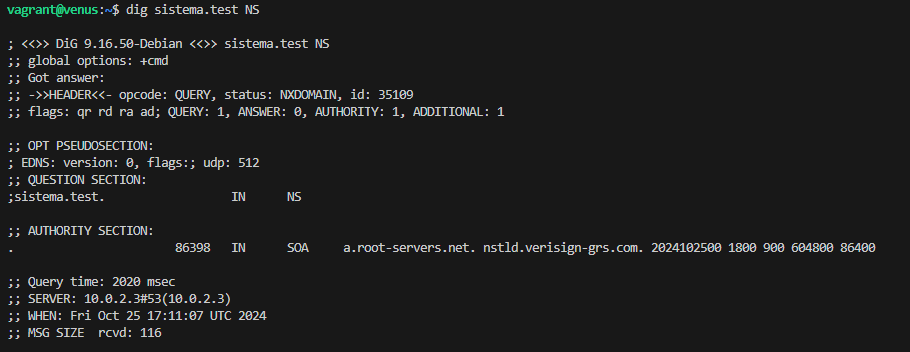 vagrant@venus:~$ dig sistema.test NS

; <<>> DiG 9.16.50-Debian <<>> sistema.test NS
;; global options: +cmd
;; Got answer:
;; ->>HEADER<<- opcode: QUERY, status: NXDOMAIN, id: 35109
;; flags: qr rd ra ad; QUERY: 1, ANSWER: 0, AUTHORITY: 1, ADDITIONAL: 1

;; OPT PSEUDOSECTION:
; EDNS: version: 0, flags:; udp: 512
;; QUESTION SECTION:
;sistema.test.                  IN      NS

;; AUTHORITY SECTION:
.                       86398   IN      SOA     a.root-servers.net. nstld.verisign-grs.com. 2024102500 1800 900 604800 86400

;; Query time: 2020 msec
;; SERVER: 10.0.2.3#53(10.0.2.3)
;; WHEN: Fri Oct 25 17:11:07 UTC 2024
;; MSG SIZE  rcvd: 116